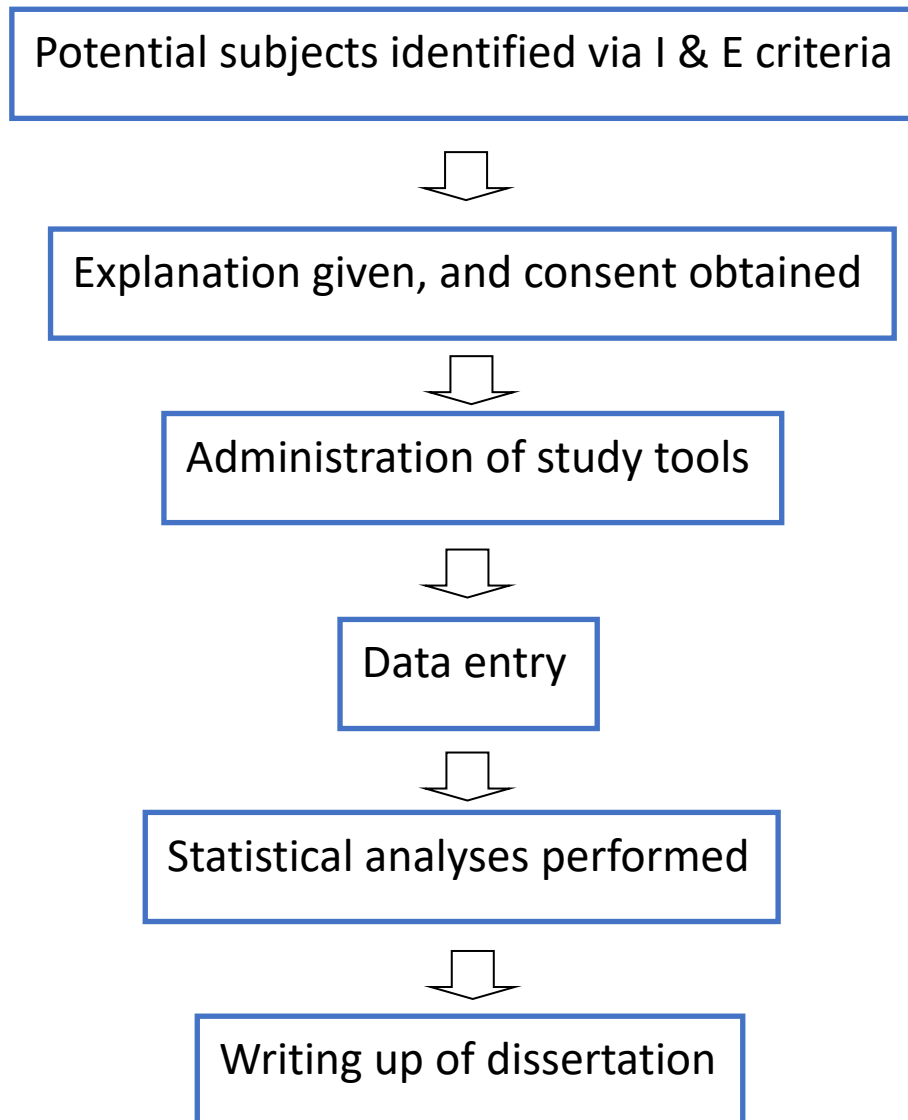 Potential subjects identified via I & E criteria
Explanation given, and consent obtained
Administration of study tools
Data entry
Statistical analyses performed
Writing up of dissertation